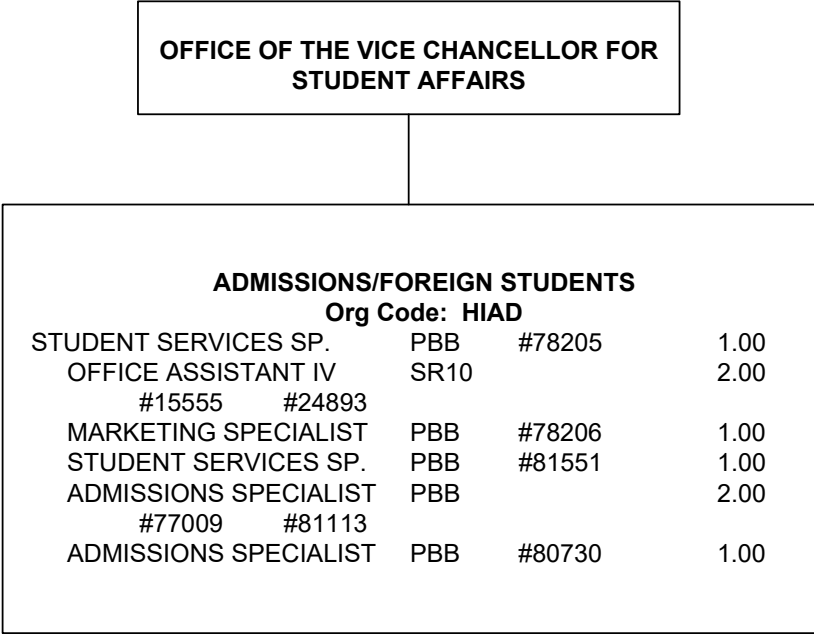 OFFICE OF THE VICE CHANCELLOR FOR
STUDENT AFFAIRS
ADMISSIONS/FOREIGN STUDENTS
Org Code: HIAD
STUDENT SERVICES SP. PBB #78205 1.00
OFFICE ASSISTANT IV SR10 2.00
#15555 #24893
MARKETING SPECIALIST PBB #78206 1.00
STUDENT SERVICES SP. PBB #81551 1.00
ADMISSIONS SPECIALIST PBB 2.00
#77009 #81113
ADMISSIONS SPECIALIST PBB #80730 1.00